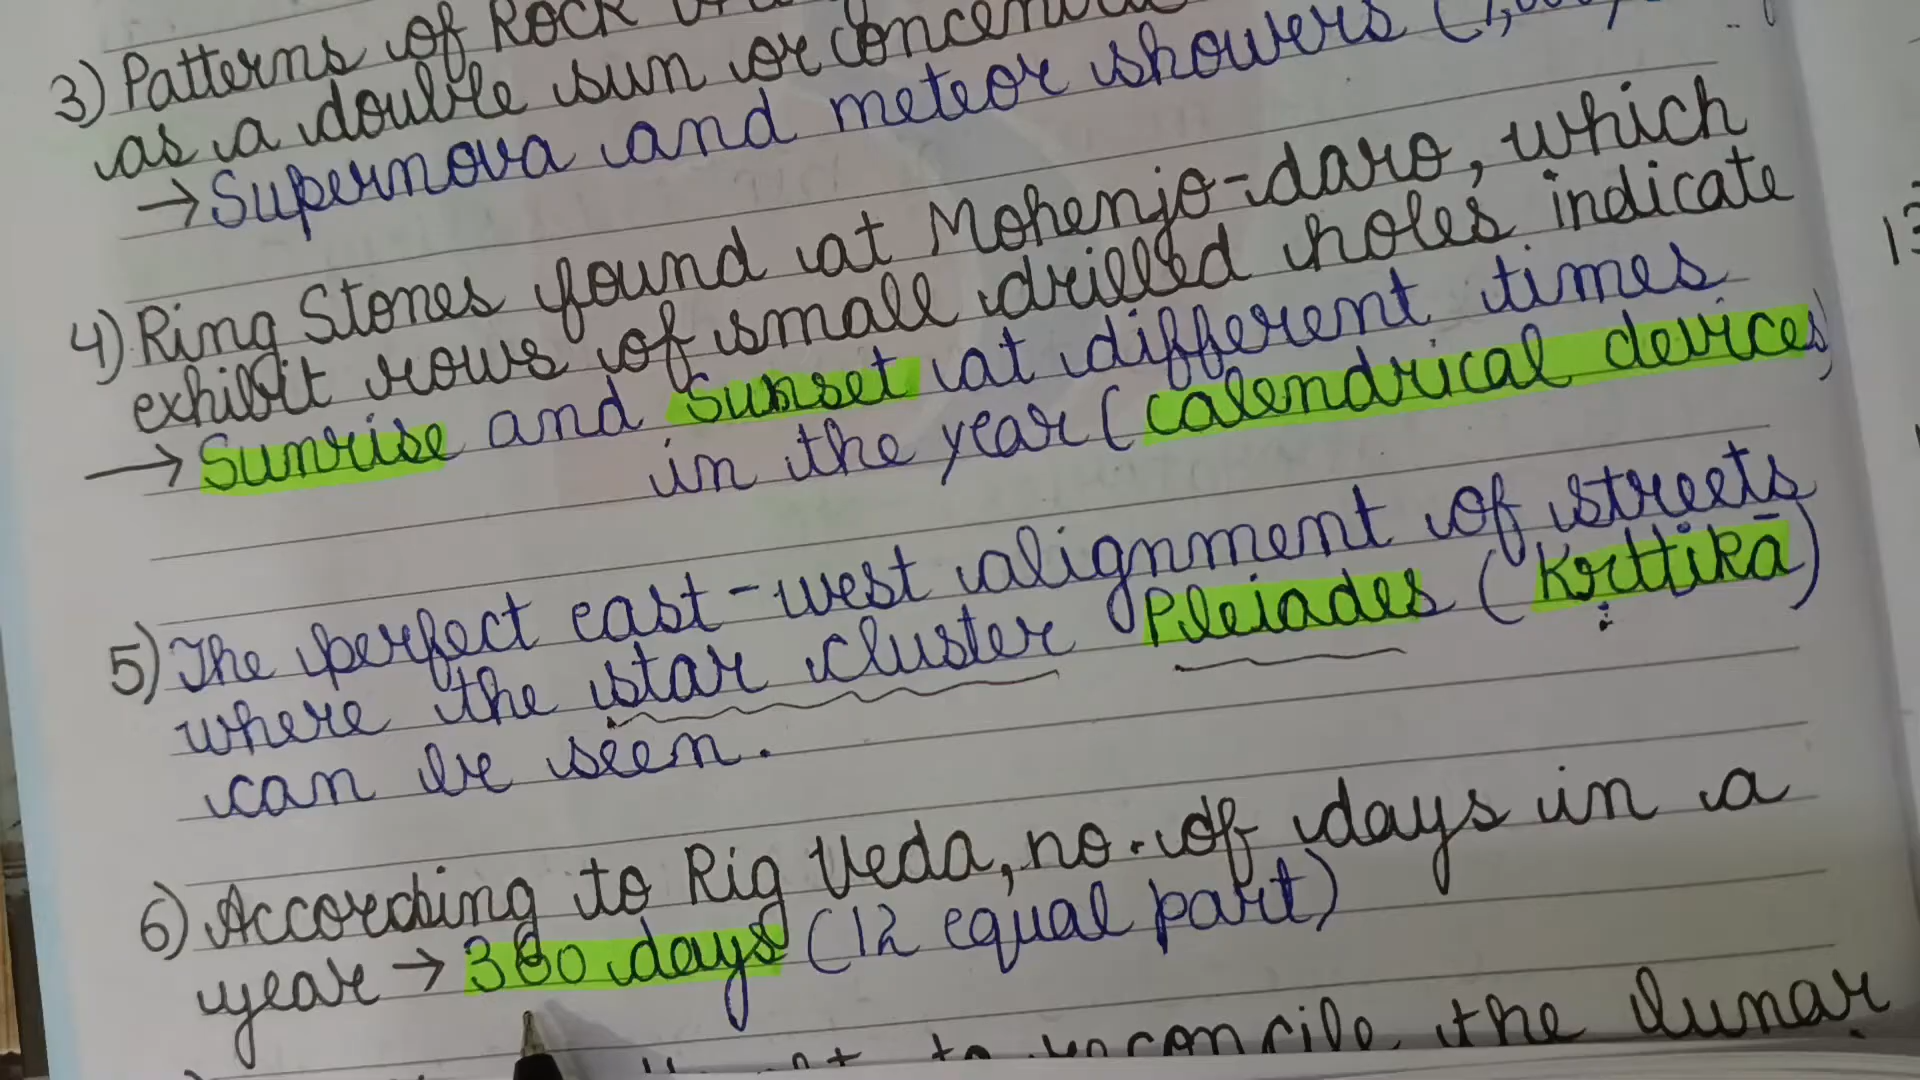 3) Patterns of Rock
as a double sun or
→ Supernova and meteor showers
4) Ring Stones found at Mohenjo-daro, which
exhibit rows of small drilled holes indicate
→ Sunrise and Sunset at different times
in the year (calendrical devices)
5) The perfect east-west alignment of streets
where the star cluster Pleiades (Kṛttikā)
can be seen.
6) According to Rig Veda, no. of days in a
year → 360 days (12 equal part)
to reconcile the lunar